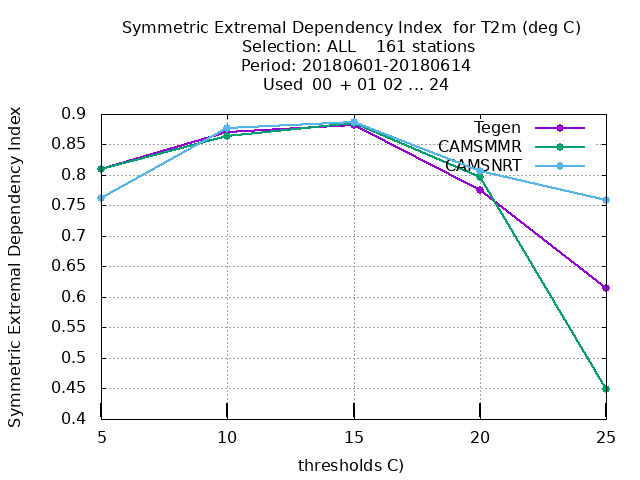 Symmetric Extremal Dependency Index  for T2m (deg C)
Selection: ALL    161 stations
Period: 20180601-20180614
Used  00 + 01 02 ... 24
Symmetric Extremal Dependency Index
0.9
0.85
0.8
0.75
0.7
0.65
0.6
0.55
0.5
0.45
0.4
Tegen
CAMSMMR
CAMSNRT
5 10 15 20 25
thresholds C)